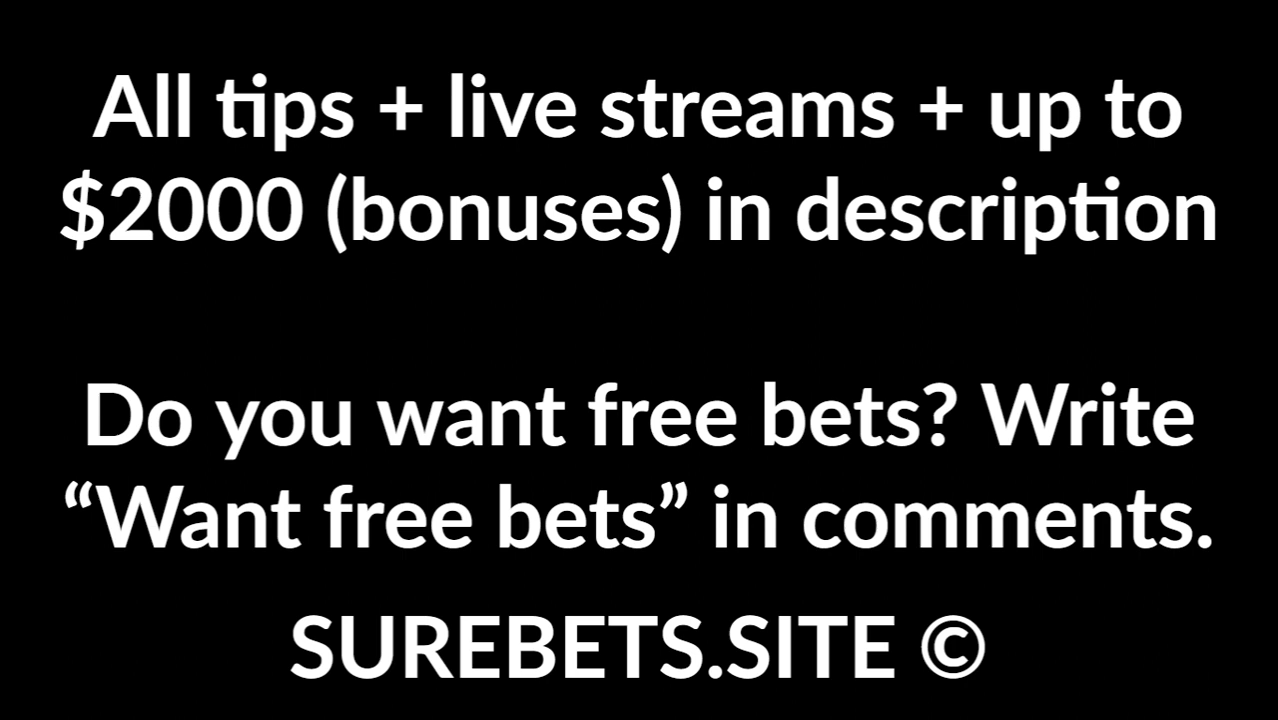 All tips + live streams + up to
$2000 (bonuses) in description
Do you want free bets? Write
“Want free bets” in comments.
SUREBETS.SITE ©